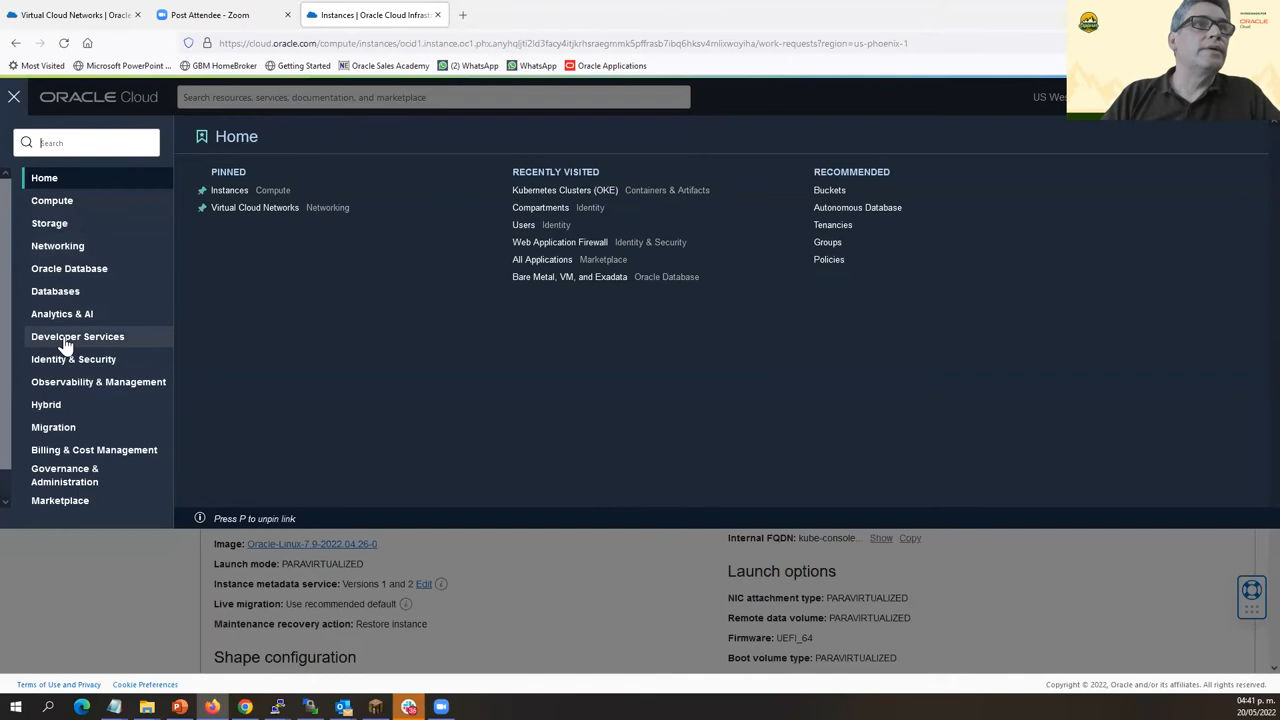 Virtual Cloud Networks | Oracle
Post Attendee - Zoom
Instances | Oracle Cloud Infrast
https://cloud.oracle.com/compute/instances/ocid1.instance.oc1.phx.anyhqljti2ld3facy4itjkrhsraegmmk5pffrasb7ibq6hksv4mlixwoyiha/work-requests?region=us-phoenix-1
Most Visited
Microsoft PowerPoint ...
GBM HomeBroker
Getting Started
Oracle Sales Academy
(2) WhatsApp
WhatsApp
Oracle Applications
ORACLE Cloud
Search resources, services, documentation, and marketplace
US Wes
ORACLE
Cloud
Search
Home
Compute
Storage
Networking
Oracle Database
Databases
Analytics & AI
Developer Services
Identity & Security
Observability & Management
Hybrid
Migration
Billing & Cost Management
Governance &
Administration
Marketplace
Home
PINNED
Instances Compute
Virtual Cloud Networks Networking
RECENTLY VISITED
Kubernetes Clusters (OKE) Containers & Artifacts
Compartments Identity
Users Identity
Web Application Firewall Identity & Security
All Applications Marketplace
Bare Metal, VM, and Exadata Oracle Database
RECOMMENDED
Buckets
Autonomous Database
Tenancies
Groups
Policies
Press P to unpin link
Image: Oracle-Linux-7.9-2022.04.26-0
Launch mode: PARAVIRTUALIZED
Instance metadata service: Versions 1 and 2 Edit
Live migration: Use recommended default
Maintenance recovery action: Restore instance
Shape configuration
Internal FQDN: kube-console... Show Copy
Launch options
NIC attachment type: PARAVIRTUALIZED
Remote data volume: PARAVIRTUALIZED
Firmware: UEFI_64
Boot volume type: PARAVIRTUALIZED
Terms of Use and Privacy
Cookie Preferences
Copyright © 2022, Oracle and/or its affiliates. All rights reserved.
04:41 p. m.
20/05/2022